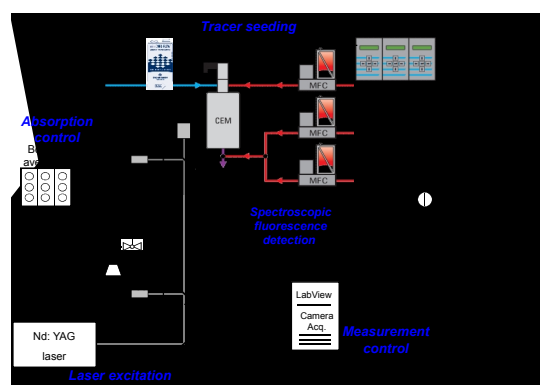 Tracer seeding
MFC
CEM
MFC
MFC
Absorption
control
Spectroscopic
fluorescence
detection
LabView
Camera
Acq.
Measurement
control
Nd: YAG
laser
Laser excitation